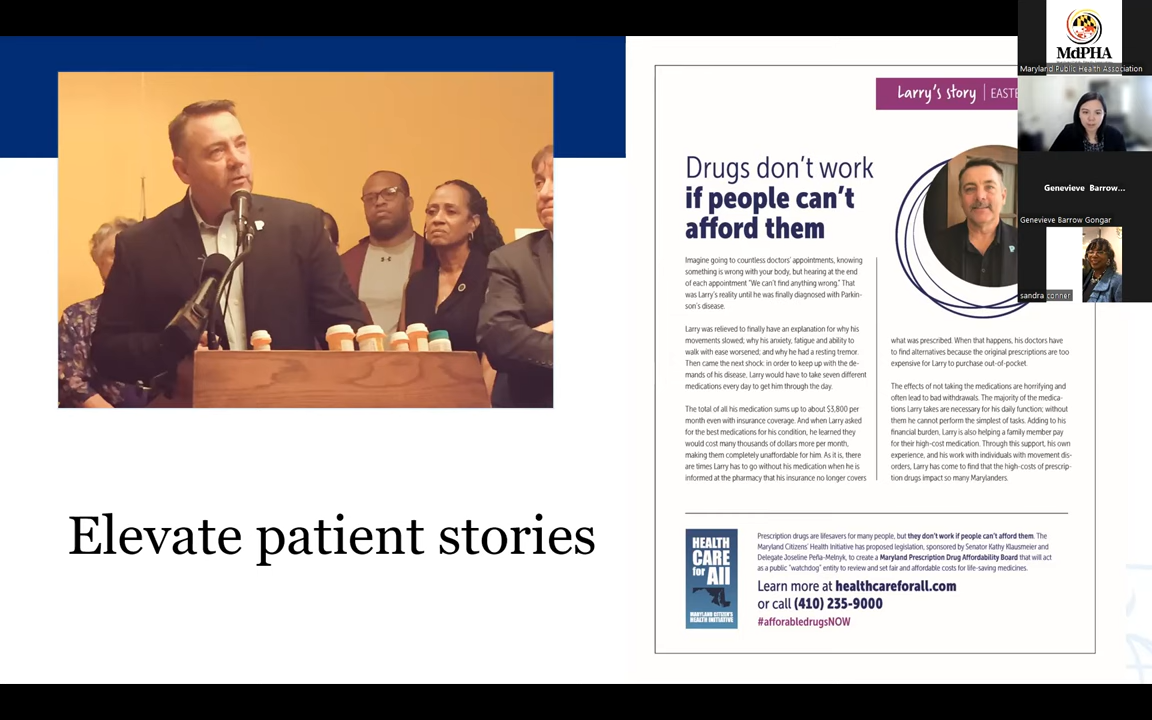 Elevate patient stories
Larry's story | EASTE
Drugs don't work
if people can't
afford them
Imagine going to countless doctors' appointments, knowing
something is wrong with your body, but hearing at the end
of each appointment "We can't find anything wrong." That
was Larry's reality until he was finally diagnosed with Parkin-
son's disease.
Larry was relieved to finally have an explanation for why his
movements slowed; why his anxiety, fatigue and ability to
walk with ease worsened; and why he had a resting tremor.
Then came the next shock: in order to keep up with the de-
mands of his disease, Larry would have to take seven different
medications every day to get him through the day.
The total of all his medication sums up to about $3,800 per
month even with insurance coverage. And when Larry asked
for the best medications for his condition, he learned they
would cost many thousands of dollars more per month,
making them completely unaffordable for him. As it is, there
are times Larry has to go without his medication when he is
informed at the pharmacy that his insurance no longer covers
what was prescribed. When that happens, his doctors have
to find alternatives because the original prescriptions are too
expensive for Larry to purchase out-of-pocket.
The effects of not taking the medications are horrifying and
often lead to bad withdrawals. The majority of the medica-
tions Larry takes are necessary for his daily function; without
them he cannot perform the simplest of tasks. Adding to his
financial burden, Larry is also helping a family member pay
for their high-cost medication. Through this support, his own
experience, and his work with individuals with movement dis-
orders, Larry has come to find that the high-costs of prescrip-
tion drugs impact so many Marylanders.
HEALTH
CARE
for All
MARYLAND CITIZENS'
HEALTH INITIATIVE
Prescription drugs are lifesavers for many people, but they don't work if people can't afford them. The
Maryland Citizens' Health Initiative has proposed legislation, sponsored by Senator Kathy Klausmeier and
Delegate Joseline Peña-Melnyk, to create a Maryland Prescription Drug Affordability Board that will act
as a public "watchdog" entity to review and set fair and affordable costs for life-saving medicines.
Learn more at healthcareforall.com
or call (410) 235-9000
#afforabledrugsNOW
MdPHA
Maryland Public Health Association
Genevieve Barrow...
Genevieve Barrow Gongar
sandra conner